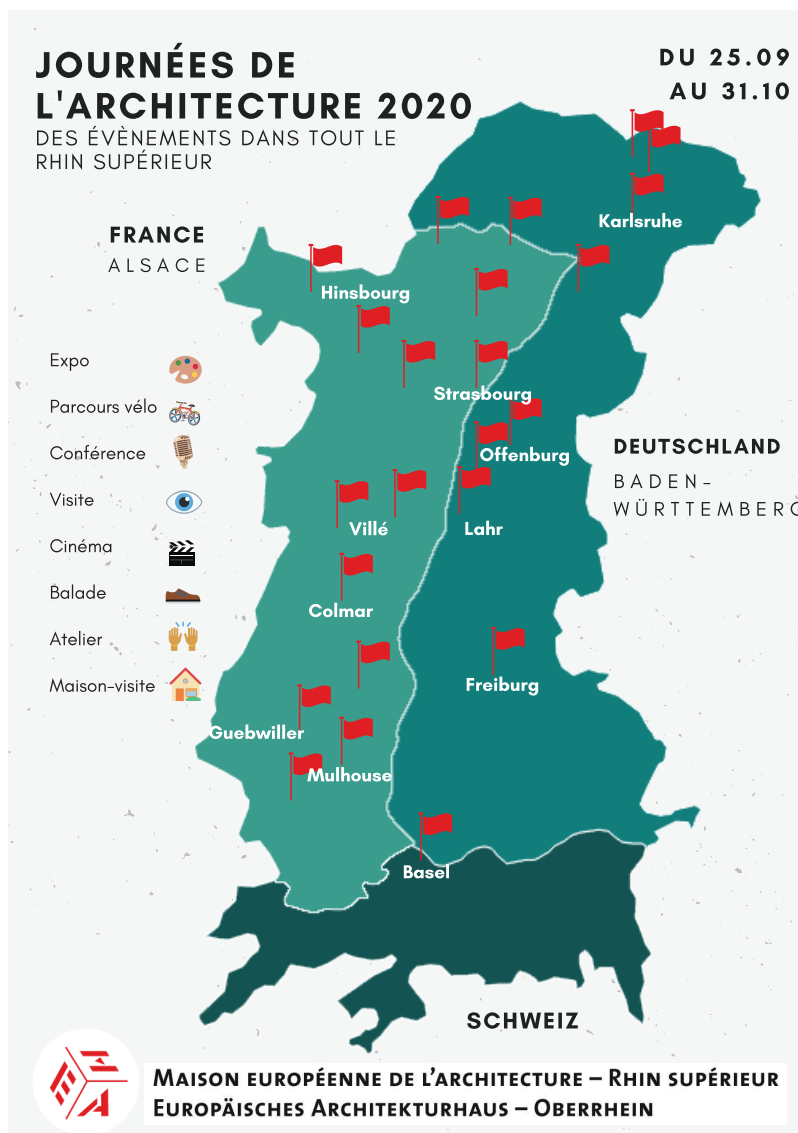 JOURNÉES DE
L'ARCHITECTURE 2020
DES ÉVÈNEMENTS DANS TOUT LE
RHIN SUPÉRIEUR
DU 25.09
AU 31.10
FRANCE
ALSACE
Karlsruhe
Hinsbourg
Expo
Parcours vélo
Conférence
Visite
Cinéma
Balade
Atelier
Maison-visite
Strasbourg
Offenburg
DEUTSCHLAND
BADEN-
WÜRTTEMBERG
Villé
Lahr
Colmar
Freiburg
Guebwiller
Mulhouse
Basel
SCHWEIZ
MAISON EUROPÉENNE DE L'ARCHITECTURE – RHIN SUPÉRIEUR
EUROPÄISCHES ARCHITEKTURHAUS – OBERRHEIN